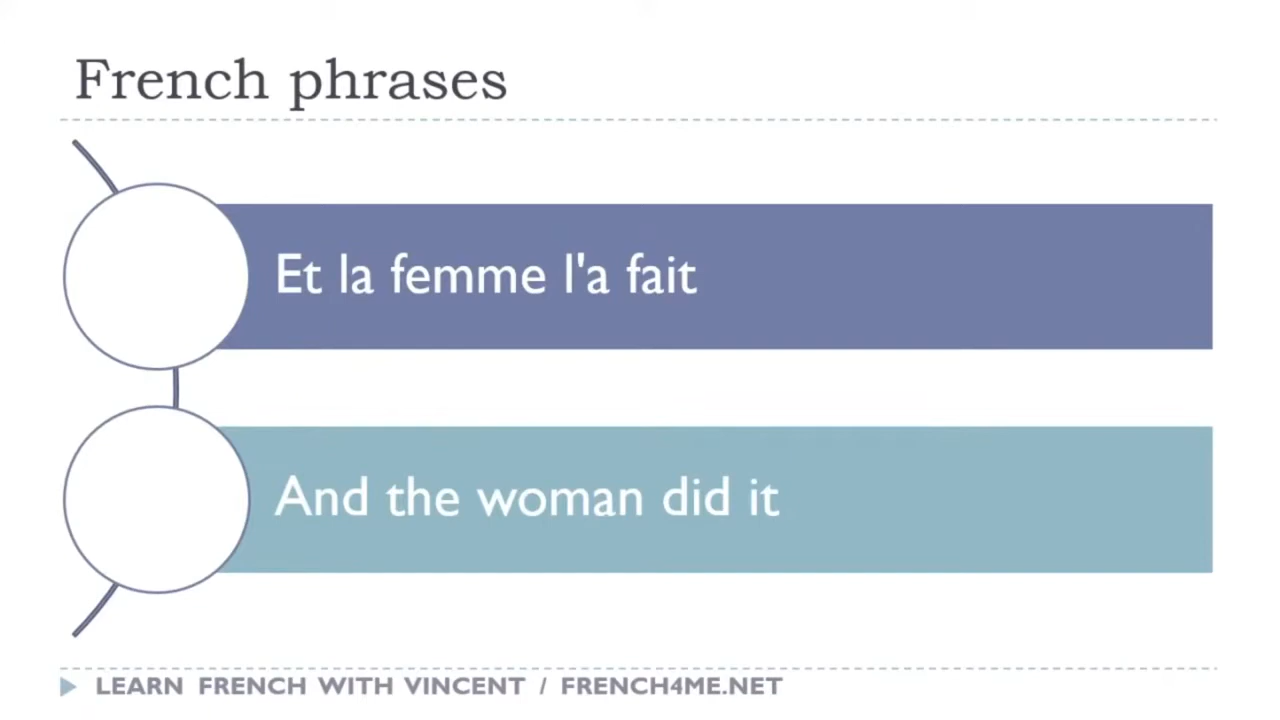 French phrases
Et la femme l'a fait
And the woman did it
LEARN FRENCH WITH VINCENT / FRENCH4ME.NET